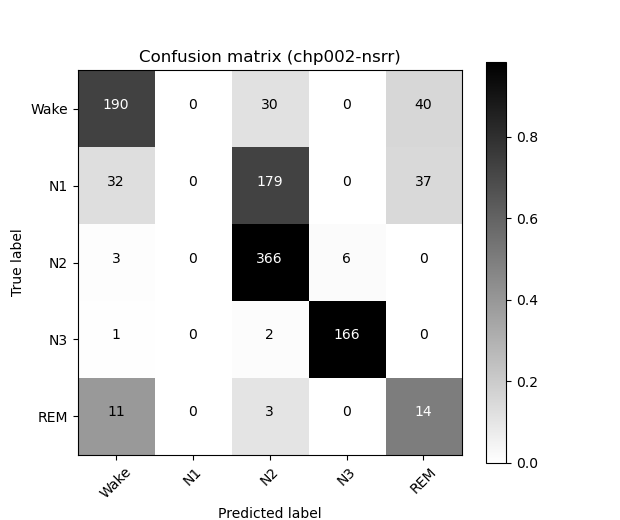 Confusion matrix (chp002-nsrr)
Wake 190 0 30 0 40
N1 32 0 179 0 37
N2 3 0 366 6 0
N3 1 0 2 166 0
REM 11 0 3 0 14
Wake N1 N2 N3 REM
True label
Predicted label
0.8
0.6
0.4
0.2
0.0